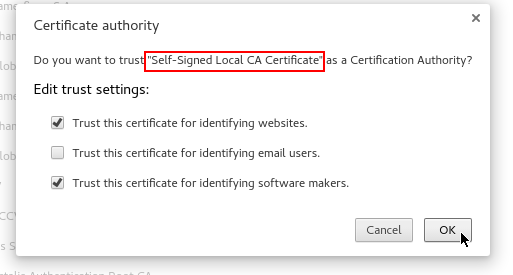 Certificate authority
Do you want to trust "Self-Signed Local CA Certificate" as a Certification Authority?
Edit trust settings:
Trust this certificate for identifying websites.
Trust this certificate for identifying email users.
Trust this certificate for identifying software makers.
Cancel
OK